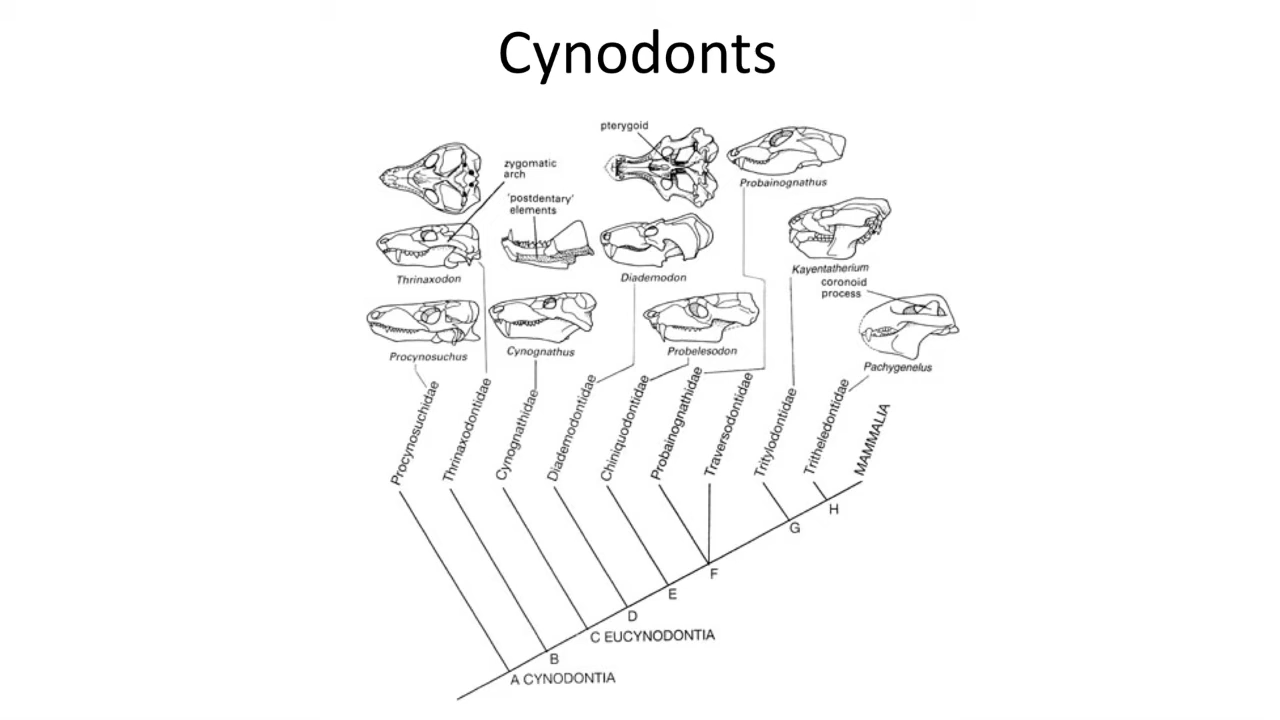 Cynodonts
pterygoid
zygomatic
arch
'postdentary'
elements
Probainognathus
Thrinaxodon
Diademodon
Kayentatherium
coronoid
process
Procynosuchus
Cynognathus
Probelesodon
Pachygenelus
Procynosuchidae
Thrinaxodontidae
Cynognathidae
Diademodontidae
Chiniquodontidae
Probainognathidae
Traversodontidae
Tritylodontidae
Tritheledontidae
MAMMALIA
H
G
F
E
D
C EUCYNODONTIA
B
A CYNODONTIA